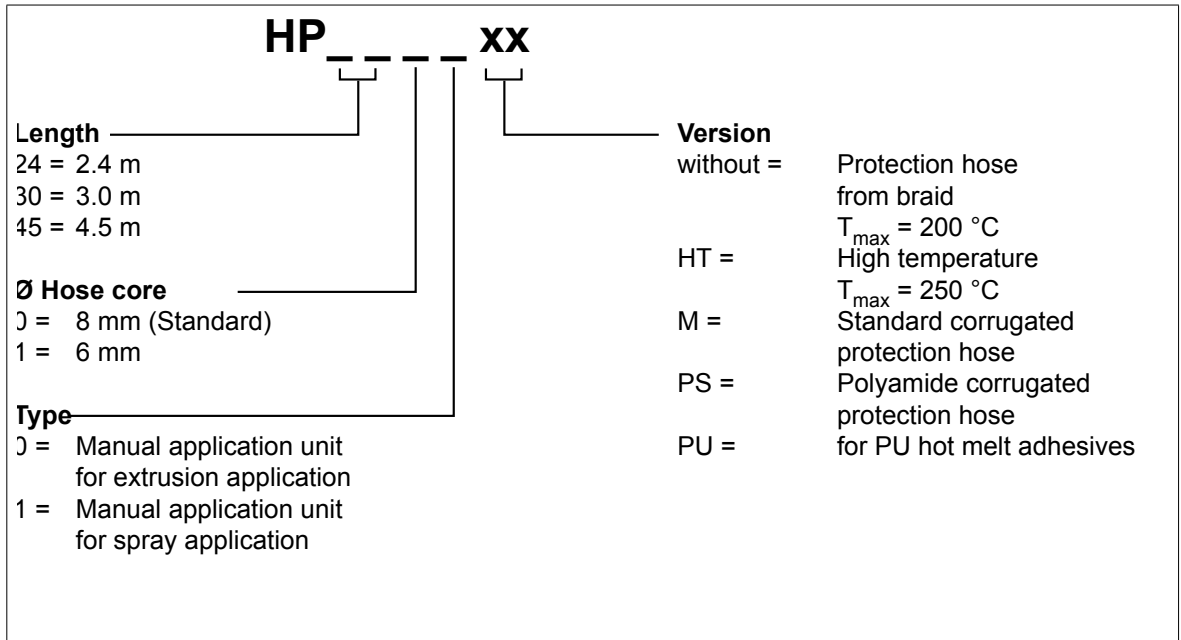 HP_ _ _ _ xx
Length
24 = 2.4 m
30 = 3.0 m
45 = 4.5 m
Ø Hose core
0 = 8 mm (Standard)
1 = 6 mm
Type
0 = Manual application unit
for extrusion application
1 = Manual application unit
for spray application
Version
without = Protection hose
from braid
Tmax = 200 °C
HT = High temperature
Tmax = 250 °C
M = Standard corrugated
protection hose
PS = Polyamide corrugated
protection hose
PU = for PU hot melt adhesives